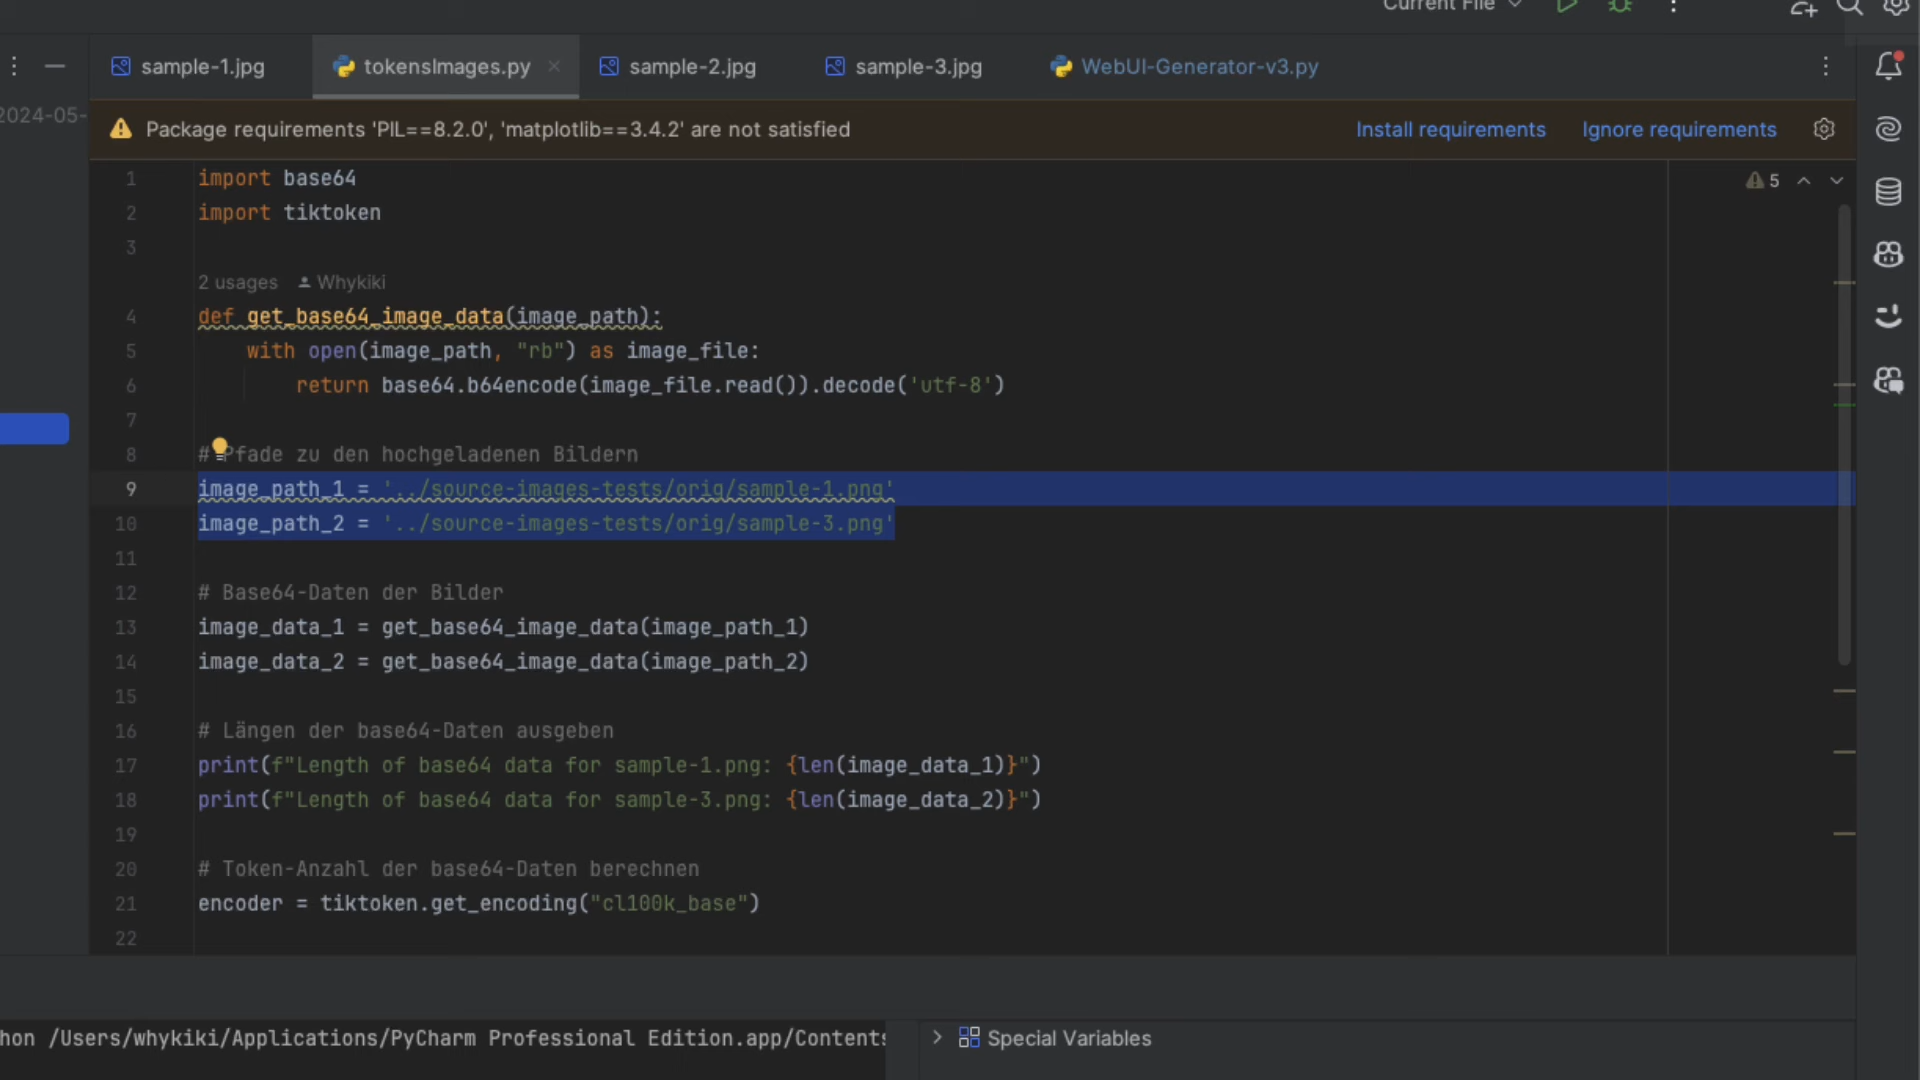 Current File
sample-1.jpg
tokensImages.py
sample-2.jpg
sample-3.jpg
WebUI-Generator-v3.py
2024-05-
Package requirements 'PIL==8.2.0', 'matplotlib==3.4.2' are not satisfied
Install requirements
Ignore requirements
5
1 import base64
2 import tiktoken
3
2 usages Whykiki
4 def get_base64_image_data(image_path):
5 with open(image_path, "rb") as image_file:
6 return base64.b64encode(image_file.read()).decode('utf-8')
7
8 # Pfade zu den hochgeladenen Bildern
9 image_path_1 = '../source-images-tests/orig/sample-1.png'
10 image_path_2 = '../source-images-tests/orig/sample-3.png'
11
12 # Base64-Daten der Bilder
13 image_data_1 = get_base64_image_data(image_path_1)
14 image_data_2 = get_base64_image_data(image_path_2)
15
16 # Längen der base64-Daten ausgeben
17 print(f"Length of base64 data for sample-1.png: {len(image_data_1)}")
18 print(f"Length of base64 data for sample-3.png: {len(image_data_2)}")
19
20 # Token-Anzahl der base64-Daten berechnen
21 encoder = tiktoken.get_encoding("cl100k_base")
22
hon /Users/whykiki/Applications/PyCharm Professional Edition.app/Contents
Special Variables